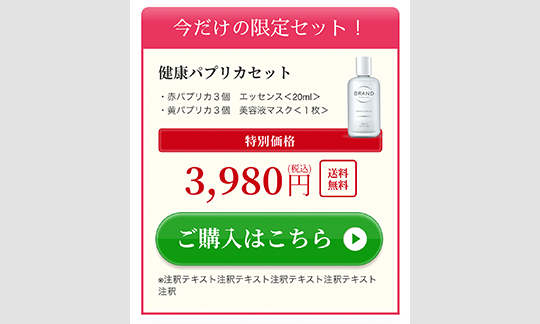 今だけの限定セット！
健康パプリカセット
・赤パプリカ３個　エッセンス＜20ml＞
・黄パプリカ３個　美容液マスク＜１枚＞
BRAND
特別価格
3,980円(税込)
送料
無料
ご購入はこちら
※注釈テキスト注釈テキスト注釈テキスト注釈テキスト
注釈